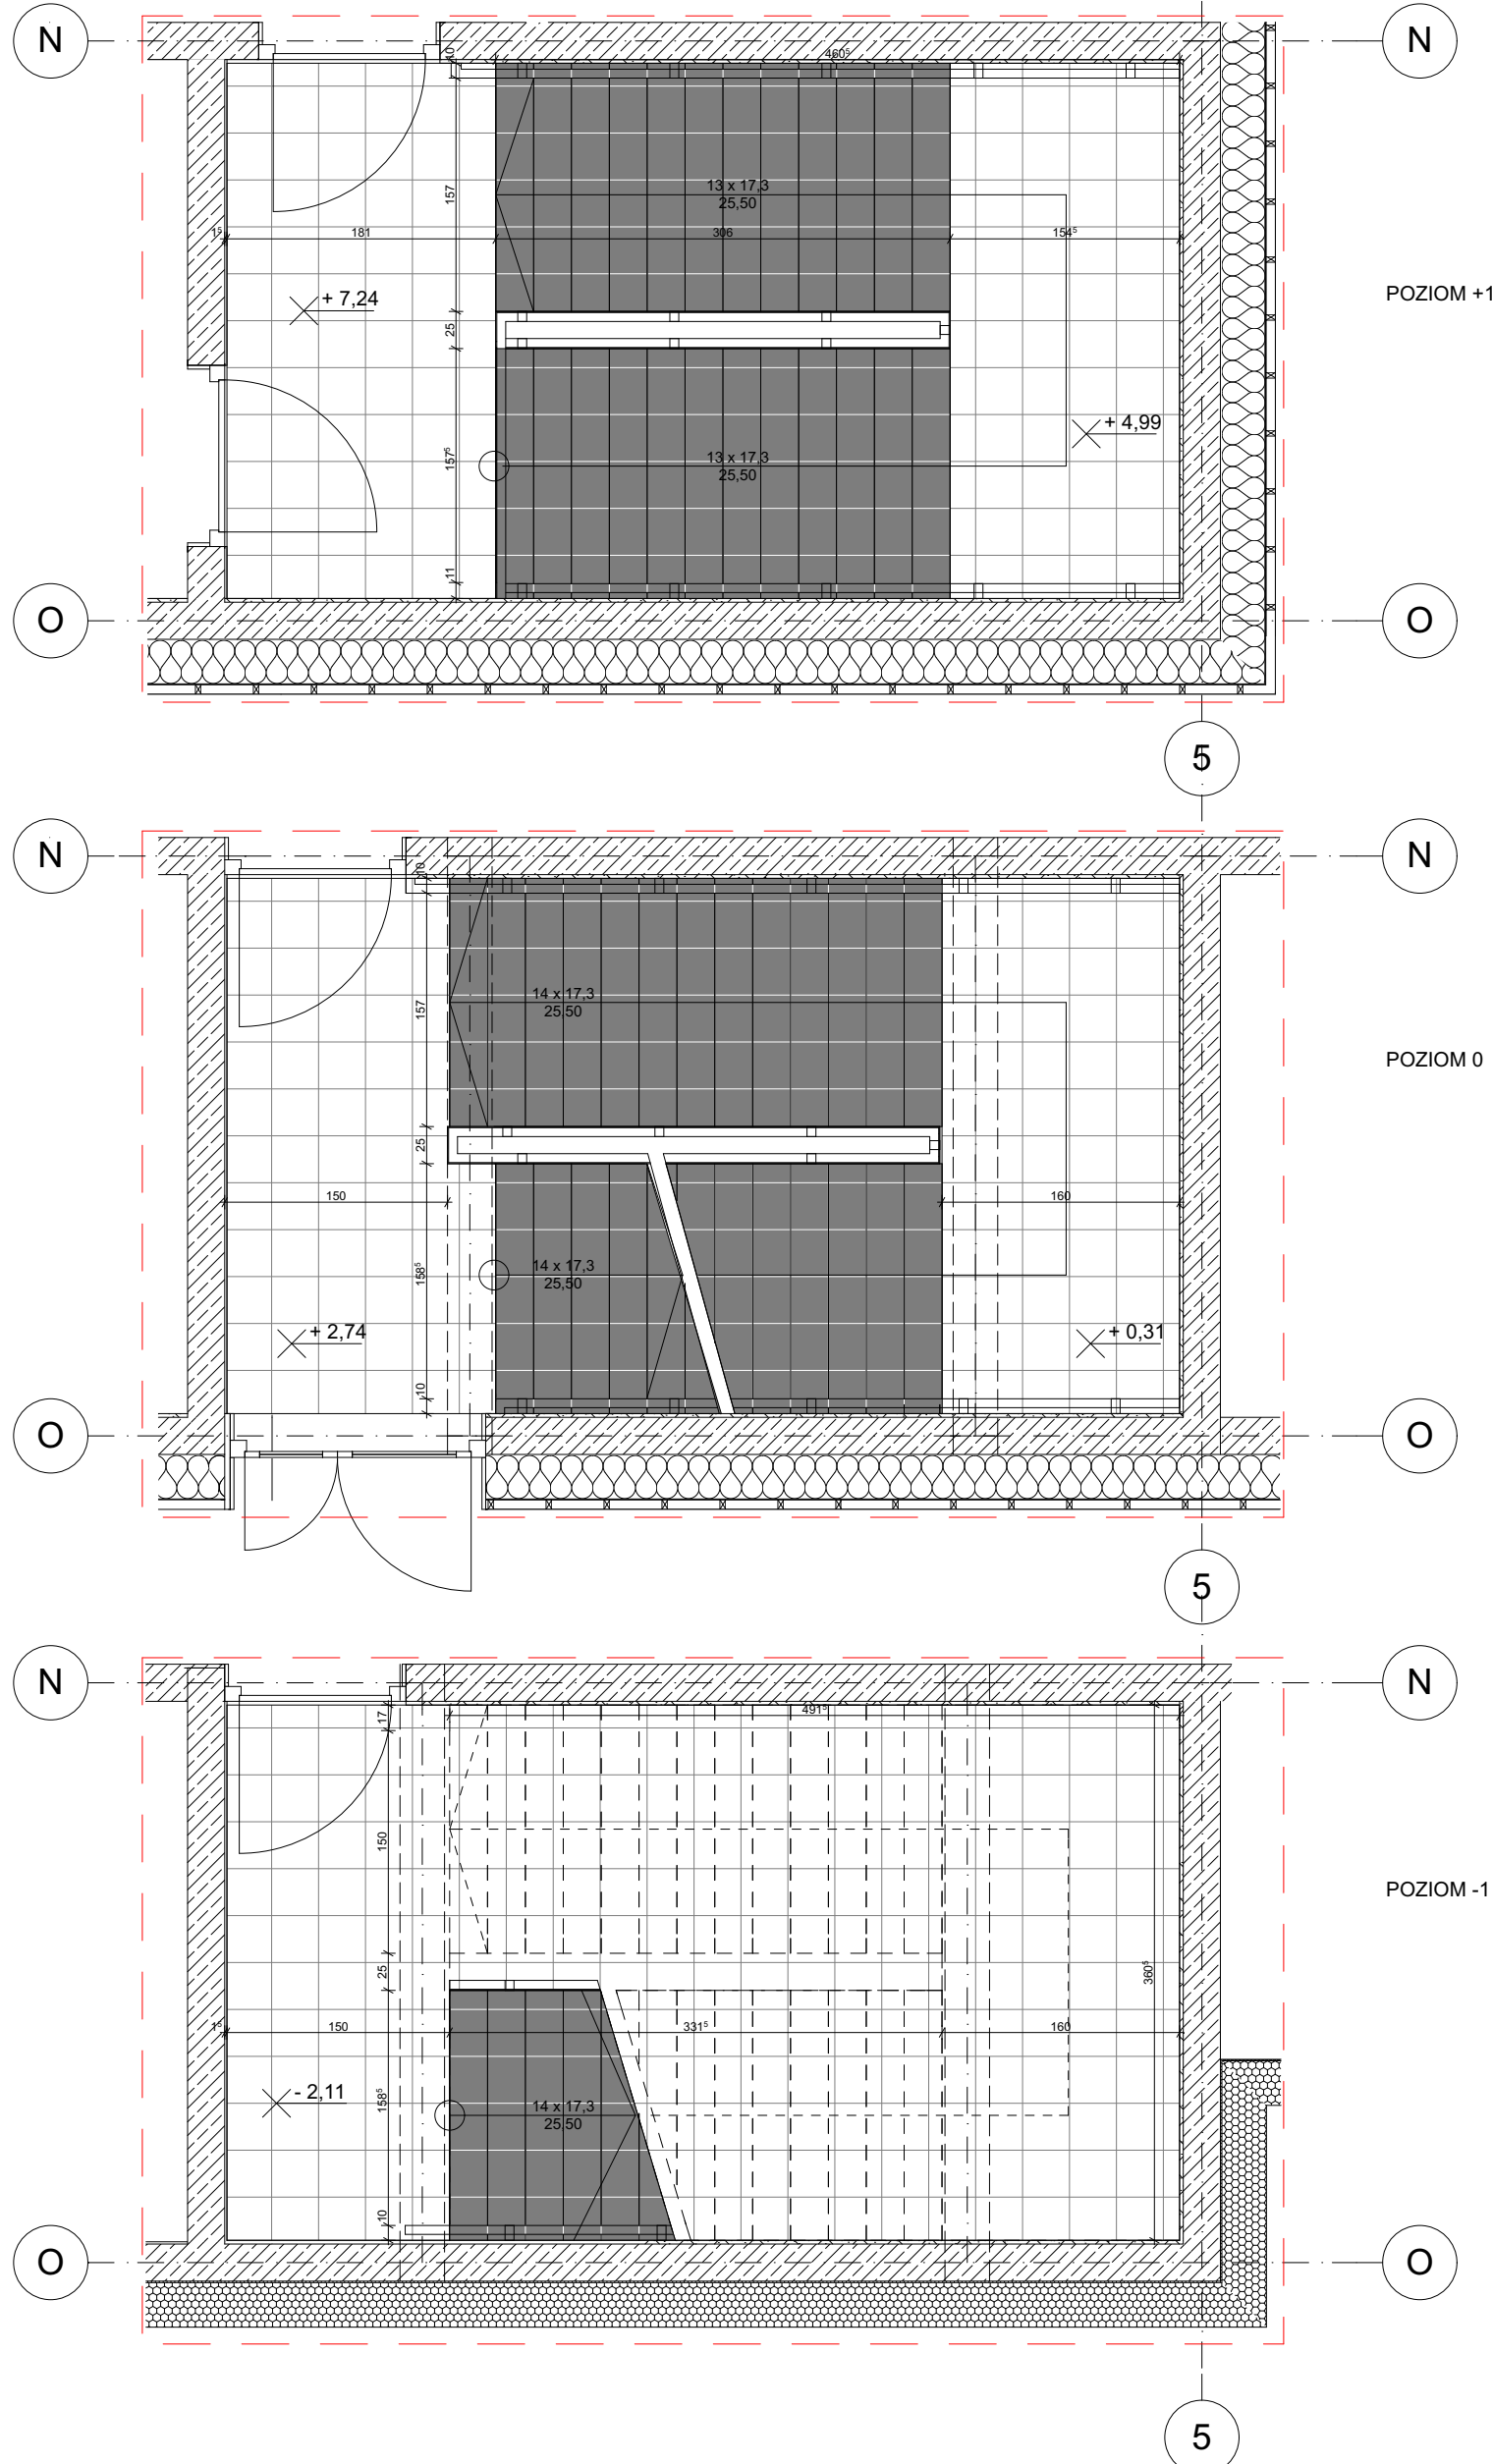 N
N
10
460⁵
13 x 17,3
25,50
157
1⁵
181
306
154⁵
+ 7,24
POZIOM +1
25
+ 4,99
157⁵
13 x 17,3
25,50
11
O
O
5
N
N
10
14 x 17,3
25,50
157
POZIOM 0
25
150
160
14 x 17,3
25,50
158⁵
+ 2,74
+ 0,31
10
O
O
5
N
N
17
491⁵
150
POZIOM -1
25
360⁵
1⁵
150
331⁵
160
- 2,11
158⁵
14 x 17,3
25,50
10
O
O
5